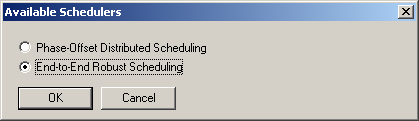 Available Schedulers
Phase-Offset Distributed Scheduling
End-to-End Robust Scheduling
OK Cancel